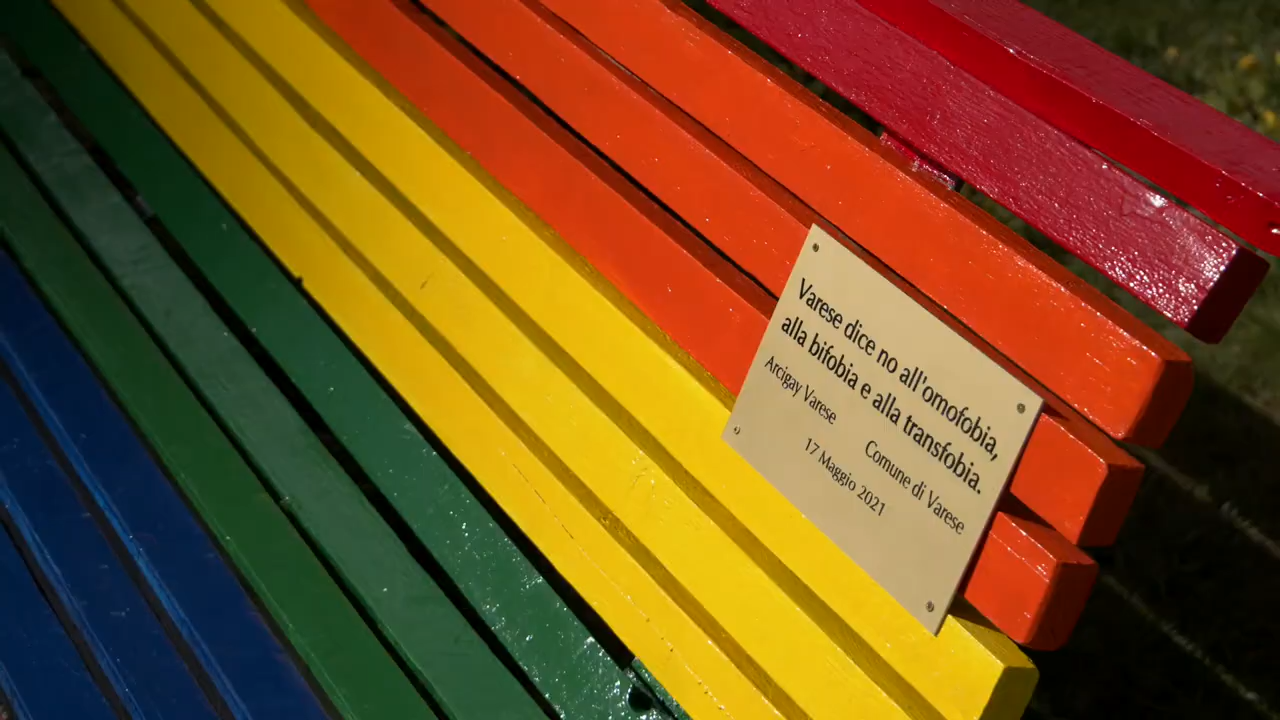 Varese dice no all'omofobia,
alla bifobia e alla transfobia.
Arcigay Varese
Comune di Varese
17 Maggio 2021